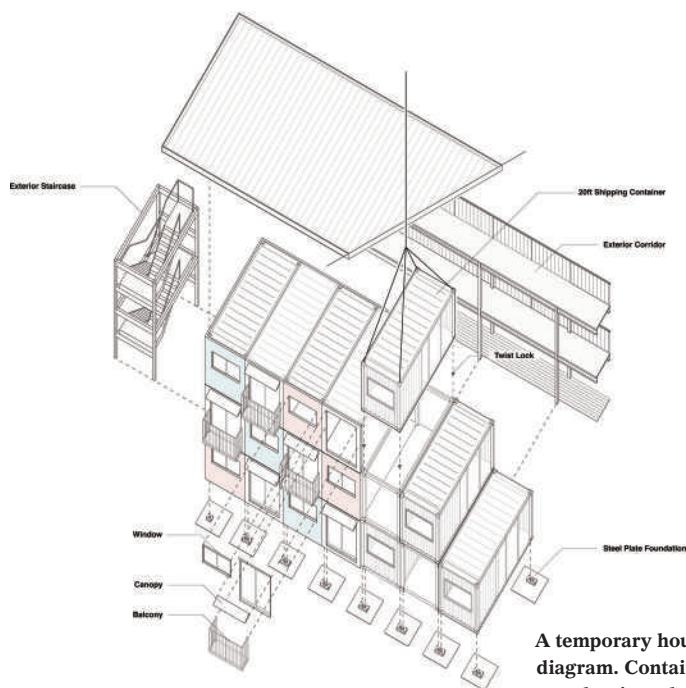 Exterior Staircase
20ft Shipping Container
Exterior Corridor
Twist Lock
Window
Steel Plate Foundation
Canopy
Balcony
A temporary hou
diagram. Contai